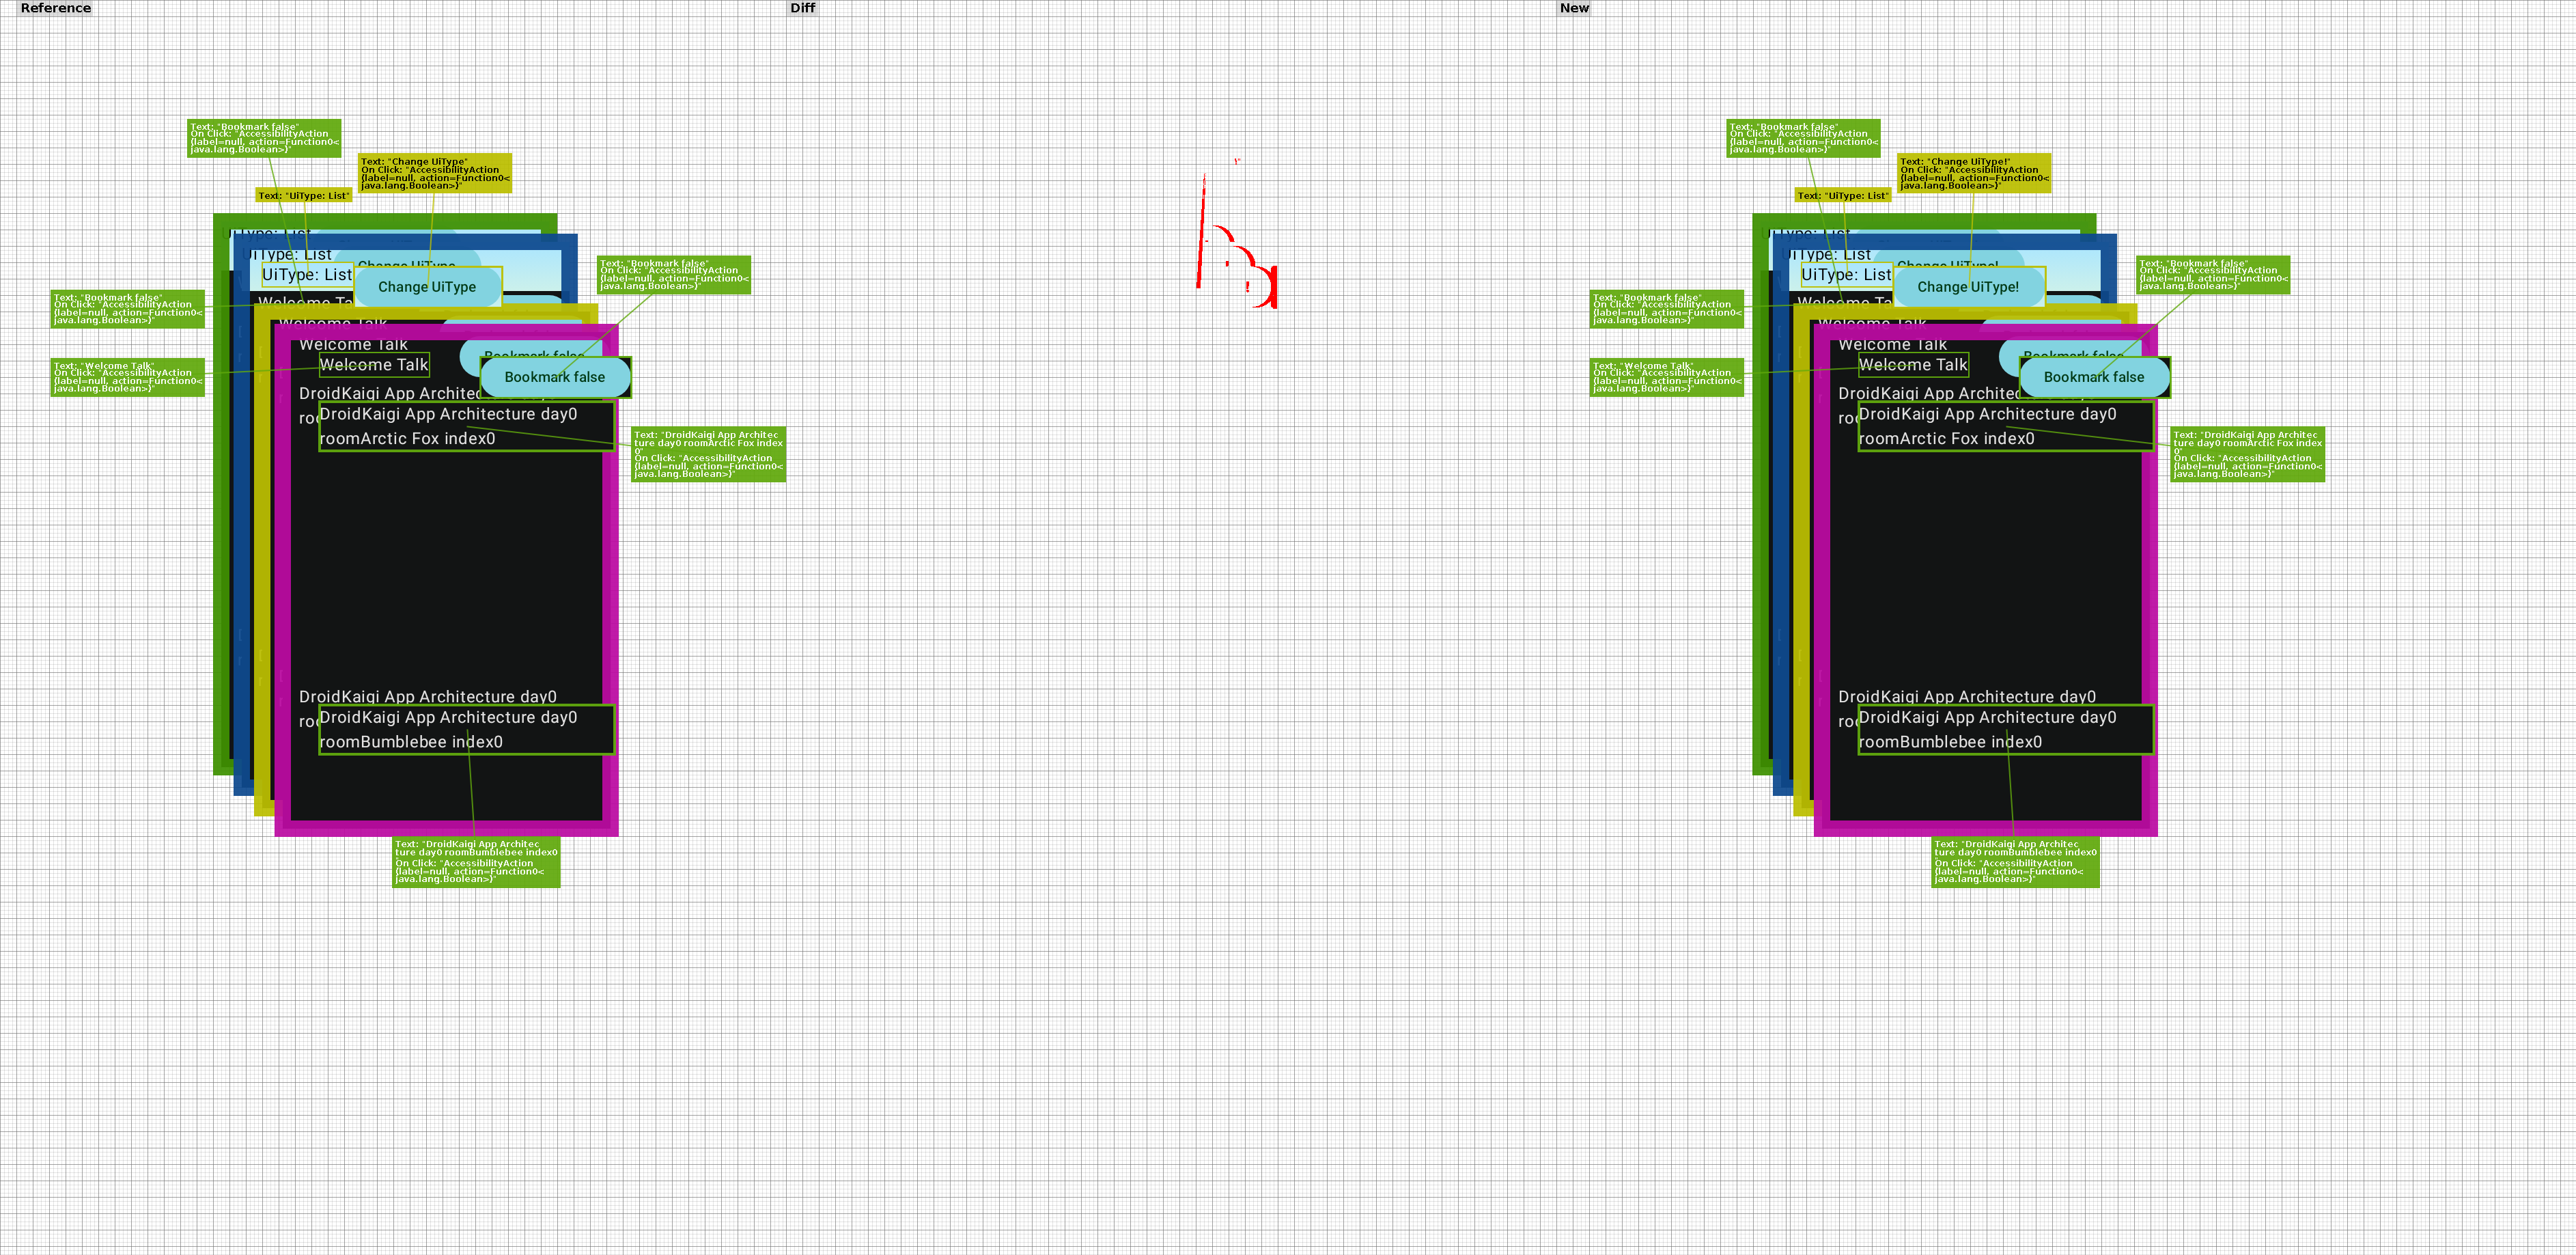 Reference
Text: "Bookmark false"
On Click: "AccessibilityAction
{label=null, action=Function0<
java.lang.Boolean>}"
Text: "Change UiType"
On Click: "AccessibilityAction
{label=null, action=Function0<
java.lang.Boolean>}"
Text: "UiType: List"
UiType: List
UiType: List
Change UiType
UiType: List
Change UiType
Text: "Bookmark false"
On Click: "AccessibilityAction
{label=null, action=Function0<
java.lang.Boolean>}"
Text: "Bookmark false"
On Click: "AccessibilityAction
{label=null, action=Function0<
java.lang.Boolean>}"
Welcome Ta
Welcome Talk
Welcome Talk
Bookmark false
Text: "Welcome Talk"
On Click: "AccessibilityAction
{label=null, action=Function0<
java.lang.Boolean>}"
Welcome Talk
Bookmark false
DroidKaigi App Architec
roo
DroidKaigi App Architecture day0
roomArctic Fox index0
Text: "DroidKaigi App Architec
ture day0 roomArctic Fox index
0"
On Click: "AccessibilityAction
{label=null, action=Function0<
java.lang.Boolean>}"
DroidKaigi App Architecture day0
roo
DroidKaigi App Architecture day0
roomBumblebee index0
Text: "DroidKaigi App Architec
ture day0 roomBumblebee index0
On Click: "AccessibilityAction
{label=null, action=Function0<
java.lang.Boolean>}"
Diff
!"
!
New
Text: "Bookmark false"
On Click: "AccessibilityAction
{label=null, action=Function0<
java.lang.Boolean>}"
Text: "Change UiType!"
On Click: "AccessibilityAction
{label=null, action=Function0<
java.lang.Boolean>}"
Text: "UiType: List"
UiType: List
UiType: List
Change UiType!
UiType: List
Change UiType!
Text: "Bookmark false"
On Click: "AccessibilityAction
{label=null, action=Function0<
java.lang.Boolean>}"
Text: "Bookmark false"
On Click: "AccessibilityAction
{label=null, action=Function0<
java.lang.Boolean>}"
Welcome Ta
Welcome Talk
Welcome Talk
Bookmark false
Text: "Welcome Talk"
On Click: "AccessibilityAction
{label=null, action=Function0<
java.lang.Boolean>}"
Welcome Talk
Bookmark false
DroidKaigi App Architec
roo
DroidKaigi App Architecture day0
roomArctic Fox index0
Text: "DroidKaigi App Architec
ture day0 roomArctic Fox index
0"
On Click: "AccessibilityAction
{label=null, action=Function0<
java.lang.Boolean>}"
DroidKaigi App Architecture day0
roo
DroidKaigi App Architecture day0
roomBumblebee index0
Text: "DroidKaigi App Architec
ture day0 roomBumblebee index0
On Click: "AccessibilityAction
{label=null, action=Function0<
java.lang.Boolean>}"